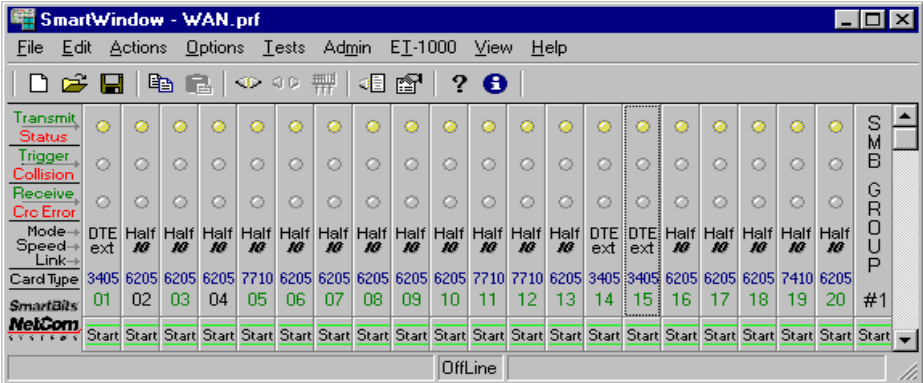 SmartWindow - WAN.prf
File Edit Actions Options Tests Admin ET-1000 View Help
Transmit
Status
Trigger
Collision
Receive
Crc Error
Mode→ DTE Half Half Half Half Half Half Half Half Half Half Half Half DTE DTE Half Half Half Half Half
Speed→ ext 10 10 10 10 10 10 10 10 10 10 10 10 ext ext 10 10 10 10 10
Link→
Card Type 3405 6205 6205 6205 7710 6205 6205 6205 6205 6205 7710 7710 6205 3405 3405 6205 6205 6205 7410 6205
SmartBits 01 02 03 04 05 06 07 08 09 10 11 12 13 14 15 16 17 18 19 20 #1
NetCom
SYSTEMS
Start Start Start Start Start Start Start Start Start Start Start Start Start Start Start Start Start Start Start Start Start
SMB GROUP
OffLine